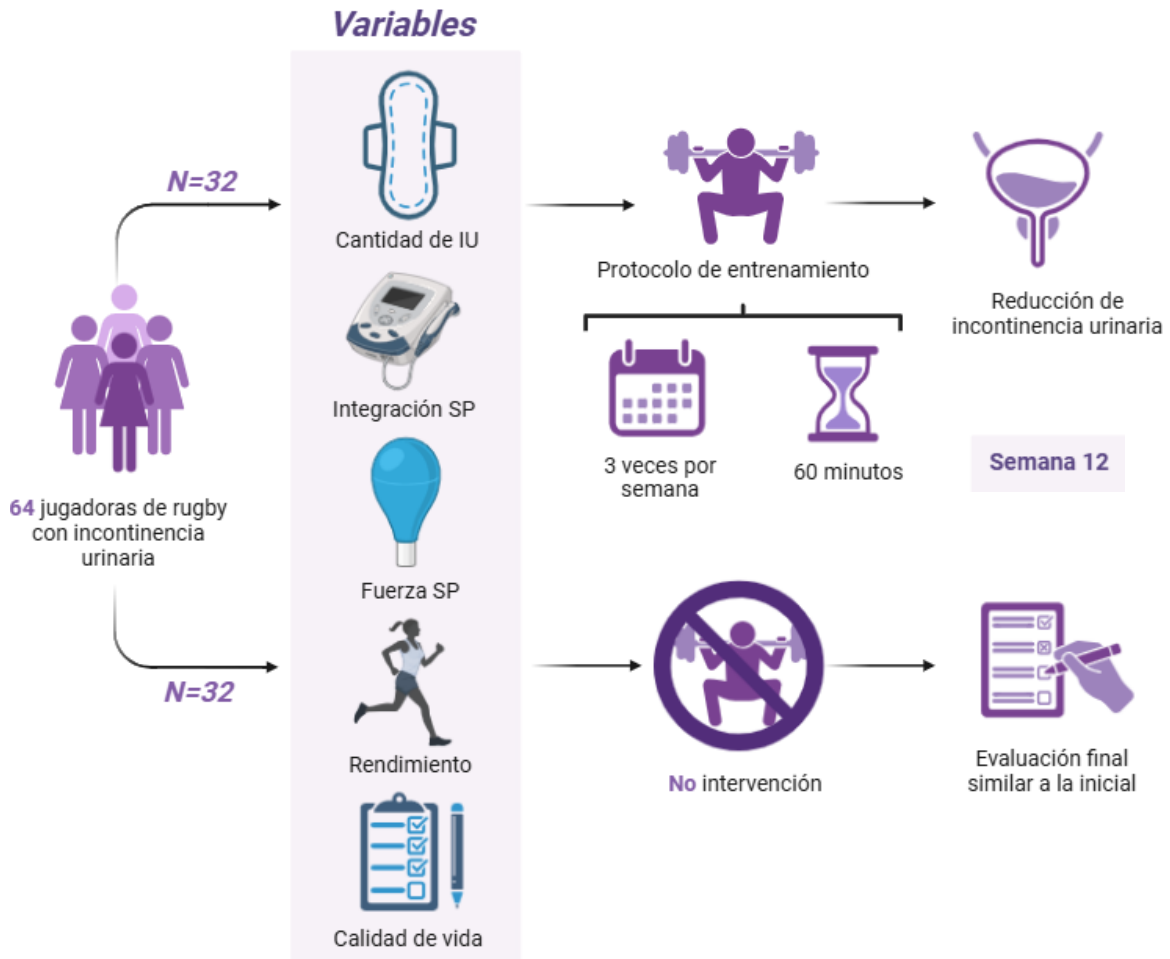 Variables
N=32
Cantidad de IU
Integración SP
Fuerza SP
Rendimiento
Calidad de vida
64 jugadoras de rugby
con incontinencia
urinaria
N=32
Protocolo de entrenamiento
3 veces por
semana
60 minutos
Reducción de
incontinencia urinaria
Semana 12
No intervención
Evaluación final
similar a la inicial